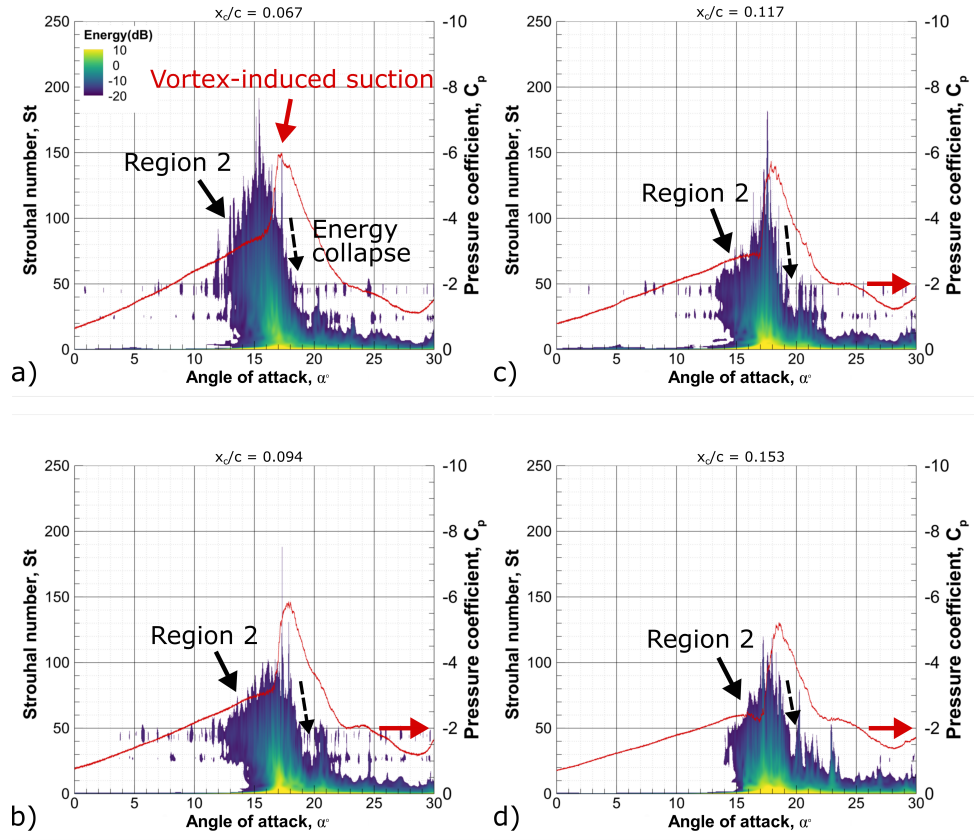 x_c/c = 0.067
250
200
150
100
50
0
Strouhal number, St
Energy(dB)
10
0
-10
-20
Vortex-induced suction
Region 2
Energy
collapse
-10
-8
-6
-4
-2
0
Pressure coefficient, C_p
0 5 10 15 20 25 30
Angle of attack, α°
a)
x_c/c = 0.117
250
200
150
100
50
0
Strouhal number, St
Region 2
-10
-8
-6
-4
-2
0
Pressure coefficient, C_p
0 5 10 15 20 25 30
Angle of attack, α°
c)
x_c/c = 0.094
250
200
150
100
50
0
Strouhal number, St
Region 2
-10
-8
-6
-4
-2
0
Pressure coefficient, C_p
0 5 10 15 20 25 30
Angle of attack, α°
b)
x_c/c = 0.153
250
200
150
100
50
0
Strouhal number, St
Region 2
-10
-8
-6
-4
-2
0
Pressure coefficient, C_p
0 5 10 15 20 25 30
Angle of attack, α°
d)